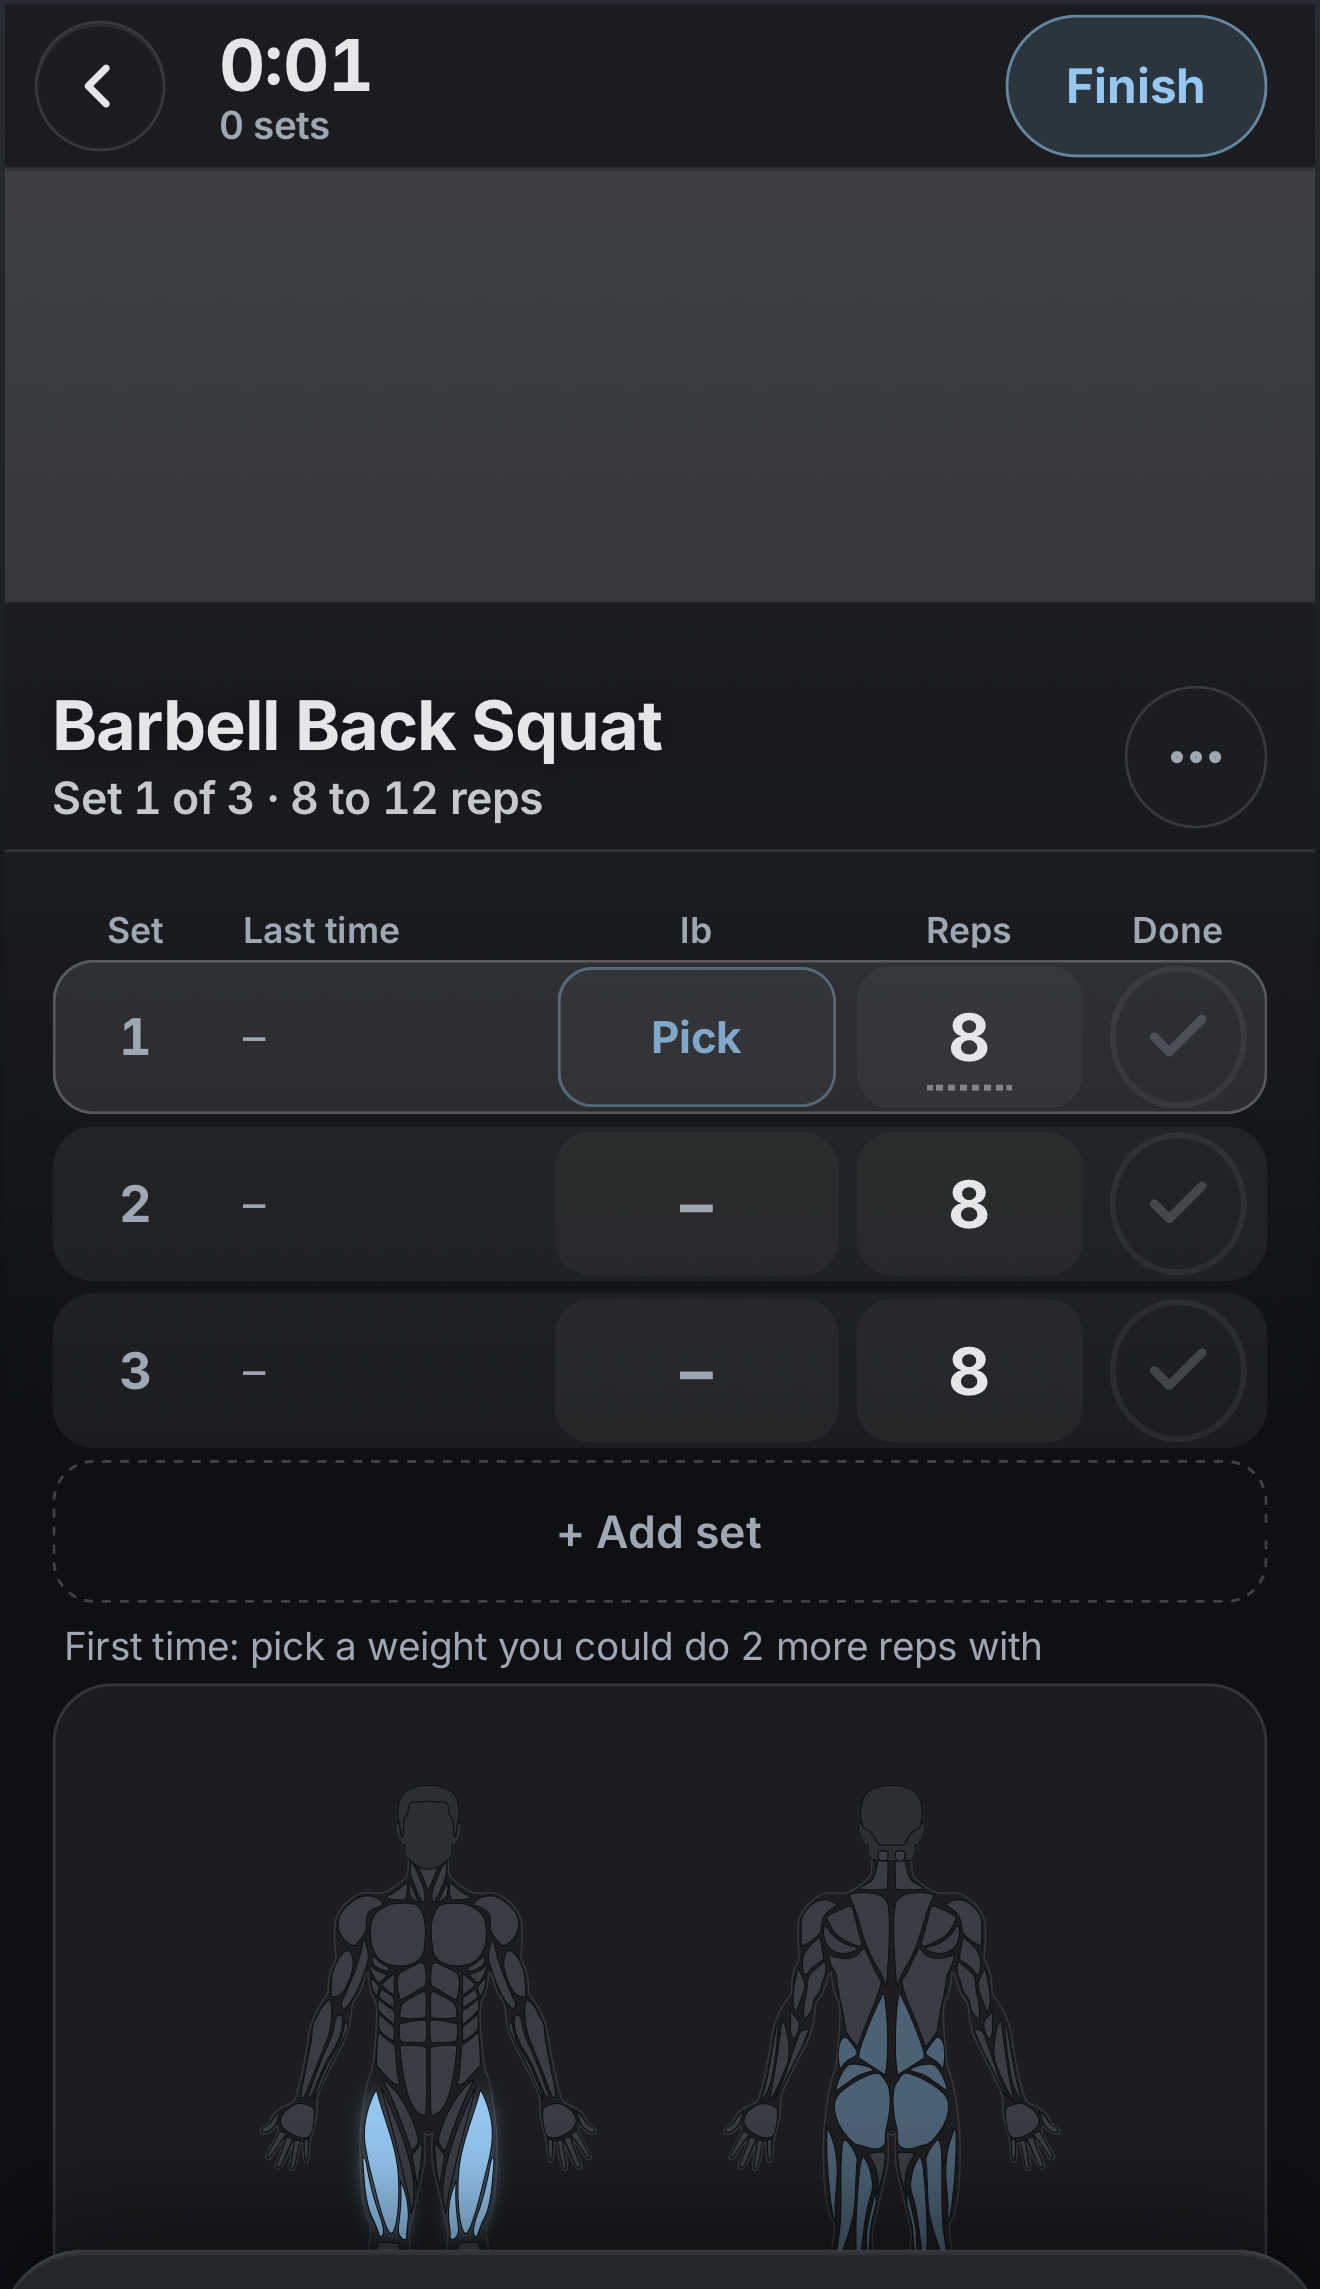 0:01
0 sets
Finish
Barbell Back Squat
Set 1 of 3 · 8 to 12 reps
Set Last time lb Reps Done
1 – Pick 8
2 – – 8
3 – – 8
+ Add set
First time: pick a weight you could do 2 more reps with